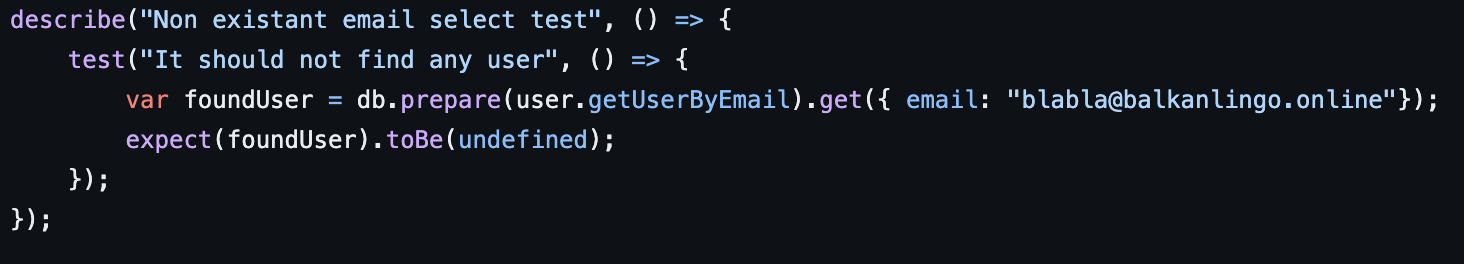 describe("Non existant email select test", () => {
    test("It should not find any user", () => {
        var foundUser = db.prepare(user.getUserByEmail).get({ email: "blabla@balkanlingo.online"});
        expect(foundUser).toBe(undefined);
    });
});